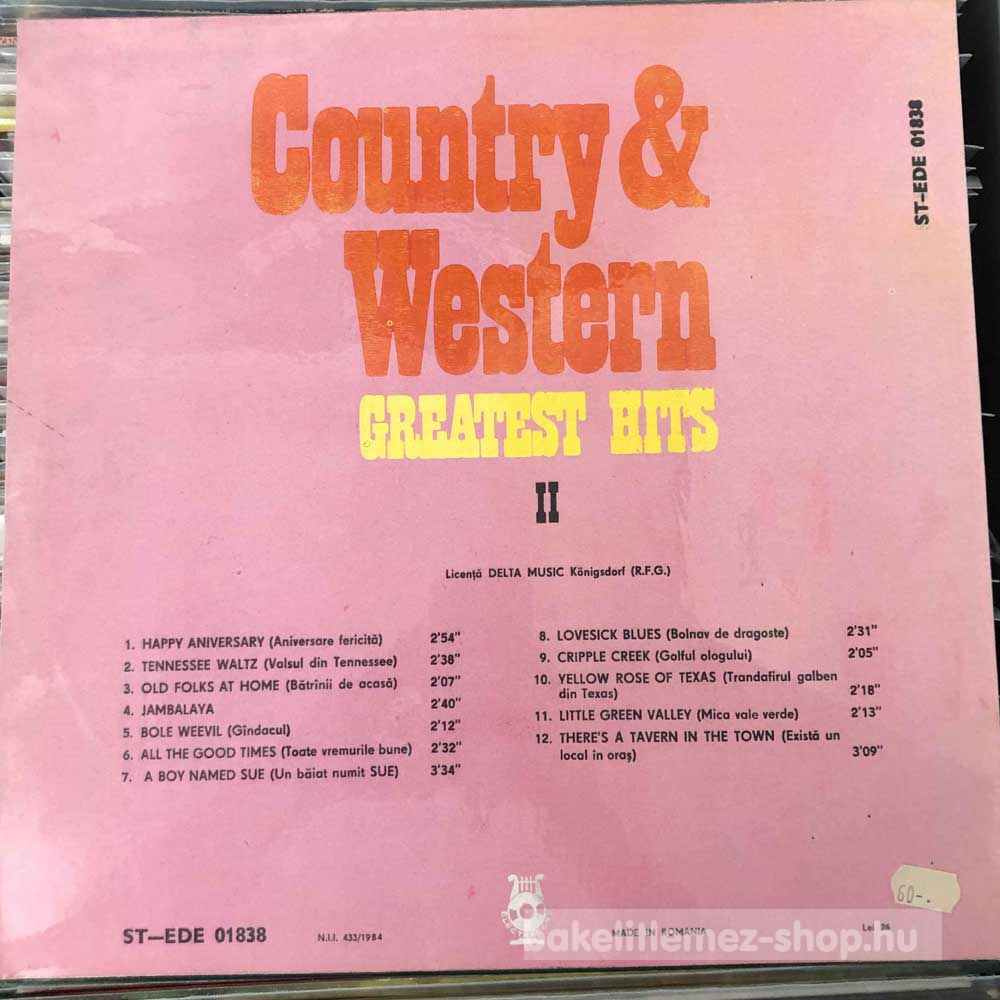 Country &
Western
GREATEST HITS
II
ST-EDE 01838
Licență DELTA MUSIC Königsdorf (R.F.G.)
1. HAPPY ANIVERSARY (Aniversare fericită) 2'54"
2. TENNESSEE WALTZ (Valsul din Tennessee) 2'38"
3. OLD FOLKS AT HOME (Bătrînii de acasă) 2'07"
4. JAMBALAYA 2'40"
5. BOLE WEEVIL (Gîndacul) 2'12"
6. ALL THE GOOD TIMES (Toate vremurile bune) 2'32"
7. A BOY NAMED SUE (Un băiat numit SUE) 3'34"
8. LOVESICK BLUES (Bolnav de dragoste) 2'31"
9. CRIPPLE CREEK (Golful ologului) 2'05"
10. YELLOW ROSE OF TEXAS (Trandafirul galben
din Texas) 2'18"
11. LITTLE GREEN VALLEY (Mica vale verde) 2'13"
12. THERE'S A TAVERN IN THE TOWN (Există un
local in oraș) 3'09"
60-.
ST—EDE 01838
N.I.I. 433/1984
MADE IN ROMANIA
Lei 26
bakelitlemez-shop.hu